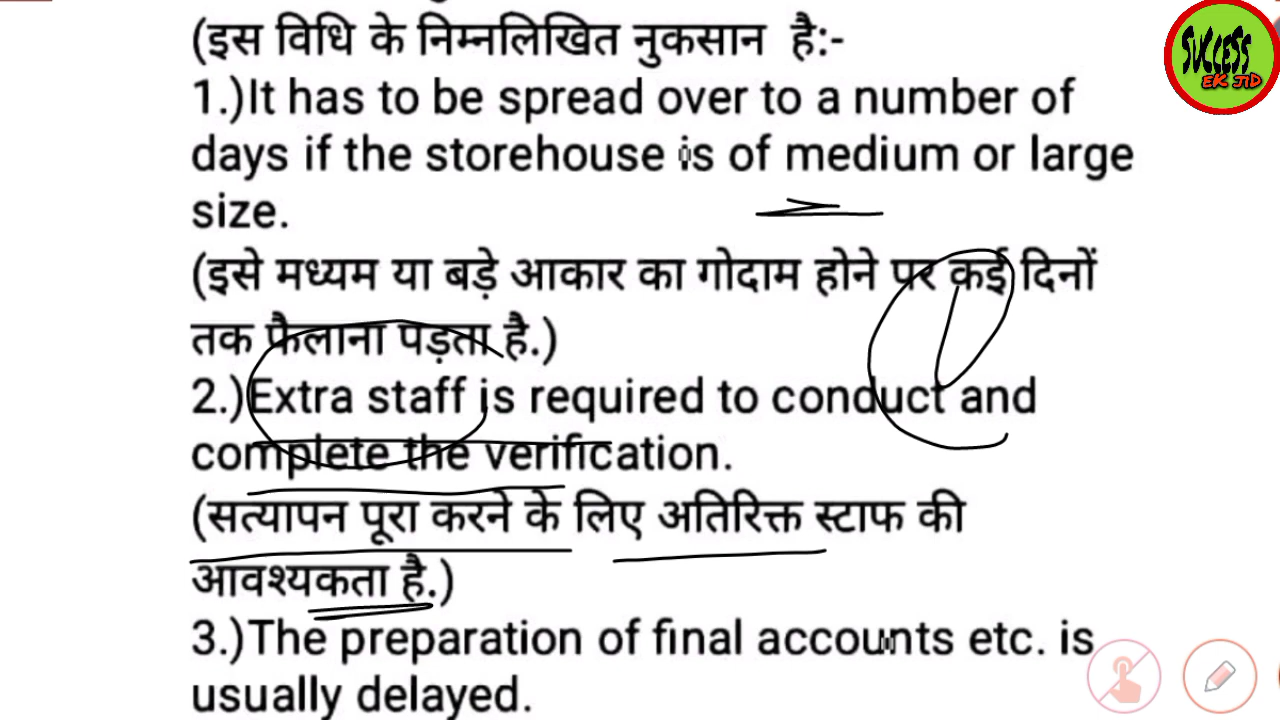 (इस विधि के निम्नलिखित नुकसान है:-
1.)It has to be spread over to a number of
days if the storehouse is of medium or large
size.
(इसे मध्यम या बड़े आकार का गोदाम होने पर कई दिनों
तक फैलाना पड़ता है.)
2.)Extra staff is required to conduct and
complete the verification.
(सत्यापन पूरा करने के लिए अतिरिक्त स्टाफ की
आवश्यकता है.)
3.)The preparation of final accounts etc. is
usually delayed.
SUCCESS
EK JID